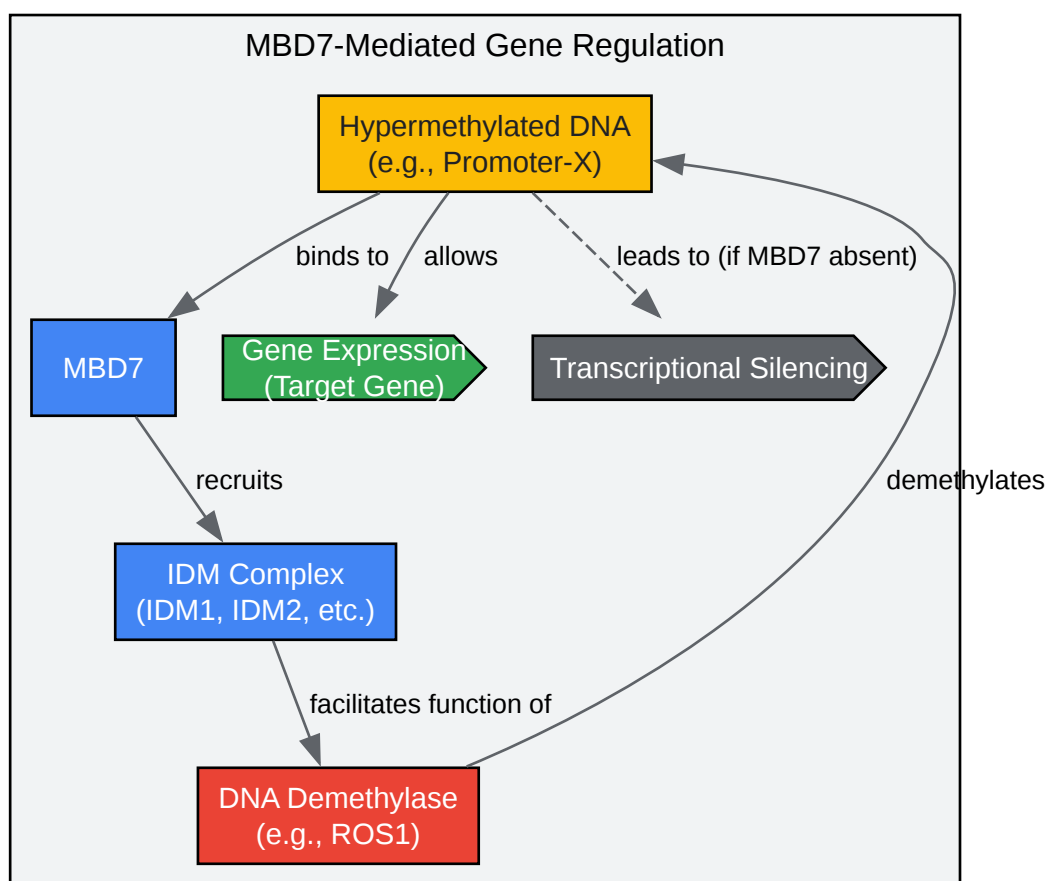 MBD7-Mediated Gene Regulation
Hypermethylated DNA
(e.g., Promoter-X)
binds to
allows
leads to (if MBD7 absent)
MBD7
Gene Expression
(Target Gene)
Transcriptional Silencing
recruits
demethylates
IDM Complex
(IDM1, IDM2, etc.)
facilitates function of
DNA Demethylase
(e.g., ROS1)